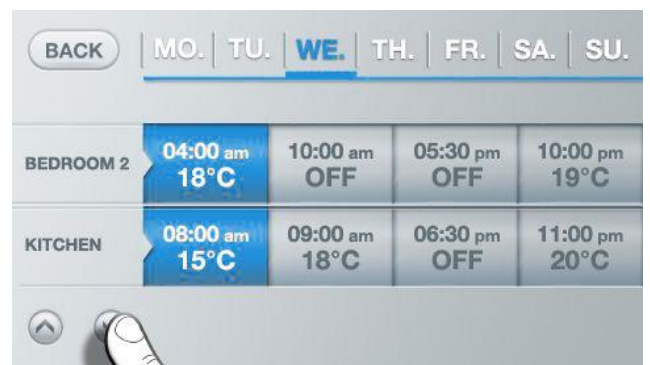 BACK MO. TU. WE. TH. FR. SA. SU.
BEDROOM 2
04:00 am 10:00 am 05:30 pm 10:00 pm
18°C OFF OFF 19°C
KITCHEN
08:00 am 09:00 am 06:30 pm 11:00 pm
15°C 18°C OFF 20°C